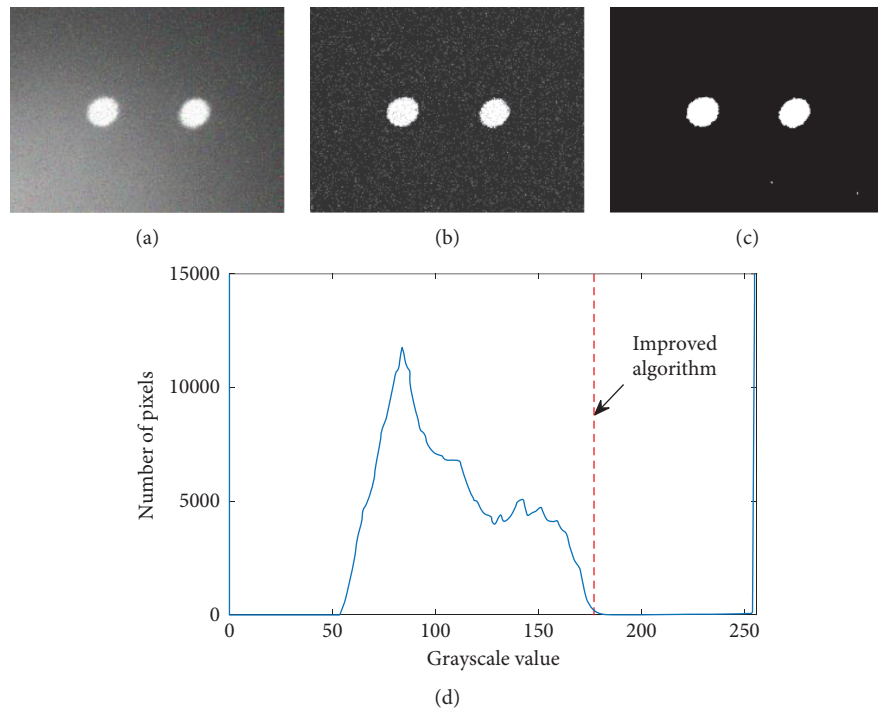 (a)
(b)
(c)
15000
10000
5000
0
Number of pixels
Improved
algorithm
0
50
100
150
200
250
Grayscale value
(d)